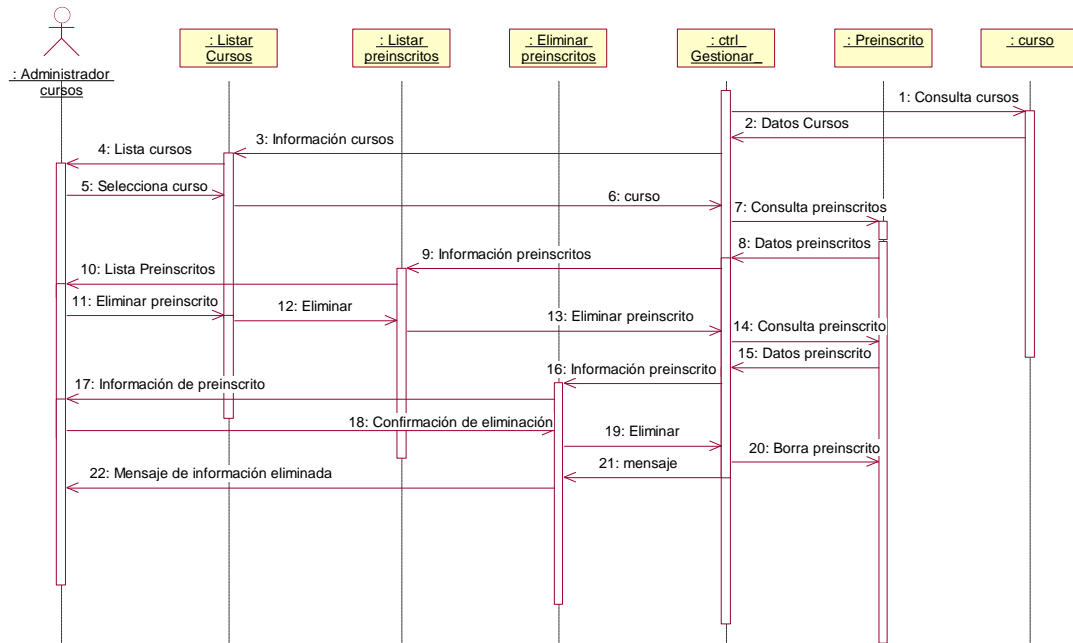 : Administrador
cursos
: Listar
Cursos
: Listar
preinscritos
: Eliminar
preinscritos
: ctrl
Gestionar_
: Preinscrito
: curso
1: Consulta cursos
2: Datos Cursos
3: Información cursos
4: Lista cursos
5: Selecciona curso
6: curso
7: Consulta preinscritos
8: Datos preinscritos
9: Información preinscritos
10: Lista Preinscritos
11: Eliminar preinscrito
12: Eliminar
13: Eliminar preinscrito
14: Consulta preinscrito
15: Datos preinscrito
16: Información preinscrito
17: Información de preinscrito
18: Confirmación de eliminación
19: Eliminar
20: Borra preinscrito
21: mensaje
22: Mensaje de información eliminada